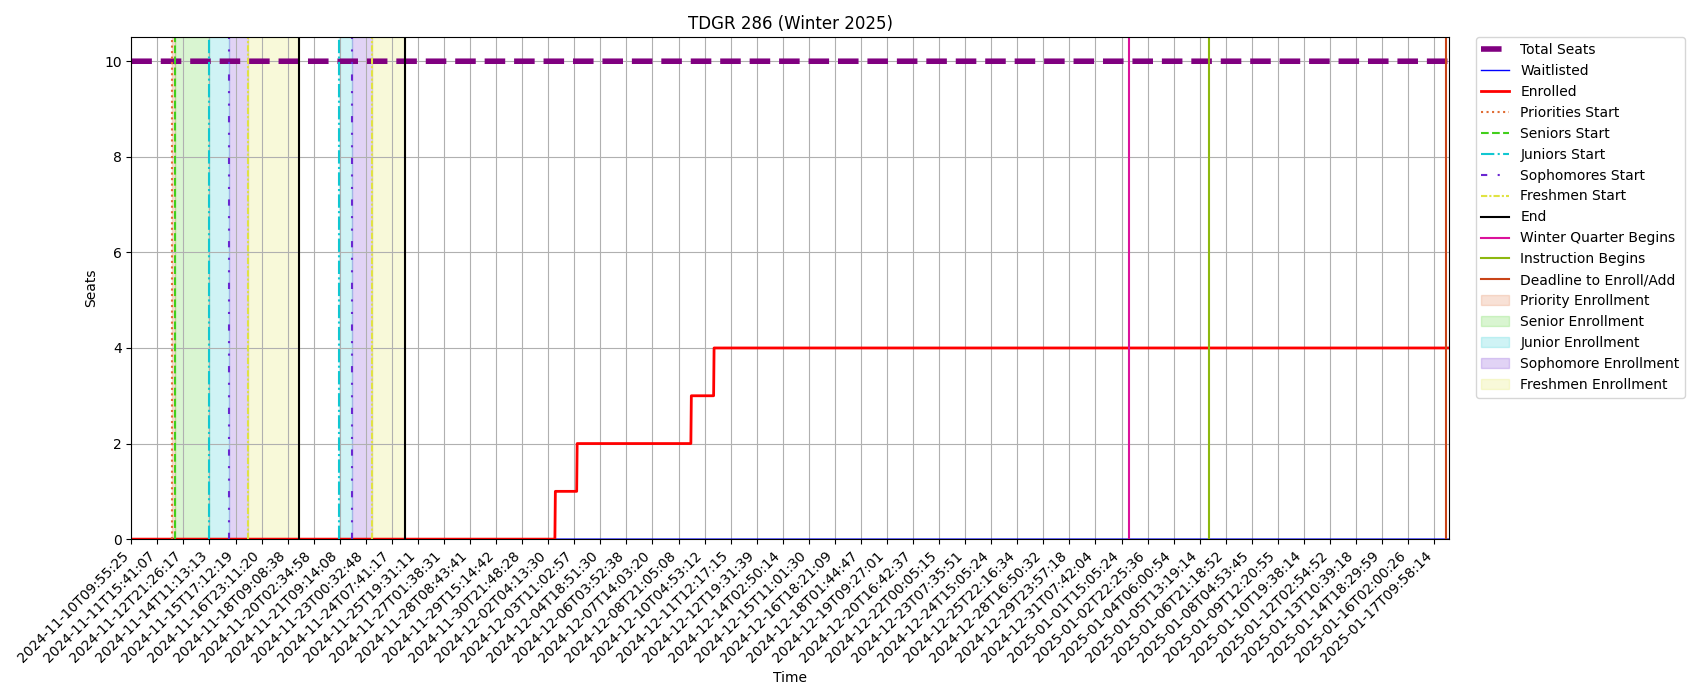 TDGR 286 (Winter 2025)
Seats
10
8
6
4
2
0
2024-11-10T09:55:25
2024-11-11T15:41:07
2024-11-12T21:26:17
2024-11-14T11:13:13
2024-11-15T17:12:19
2024-11-16T23:11:20
2024-11-18T09:08:38
2024-11-20T02:34:58
2024-11-21T09:14:08
2024-11-23T00:32:48
2024-11-24T07:41:17
2024-11-25T19:31:11
2024-11-27T01:38:31
2024-11-28T08:43:41
2024-11-29T15:14:42
2024-11-30T21:48:28
2024-12-02T04:13:30
2024-12-03T11:02:57
2024-12-04T18:51:30
2024-12-06T03:52:38
2024-12-07T14:03:20
2024-12-08T21:05:08
2024-12-10T04:53:12
2024-12-11T12:17:15
2024-12-12T19:31:39
2024-12-14T02:50:14
2024-12-15T11:01:30
2024-12-16T18:21:09
2024-12-18T01:44:47
2024-12-19T09:27:01
2024-12-20T16:42:37
2024-12-22T00:05:15
2024-12-23T07:35:51
2024-12-24T15:05:24
2024-12-25T22:16:34
2024-12-28T16:50:32
2024-12-29T23:57:18
2024-12-31T07:42:04
2025-01-01T15:05:24
2025-01-02T22:25:36
2025-01-04T06:00:54
2025-01-05T13:19:14
2025-01-06T21:18:52
2025-01-08T04:53:45
2025-01-09T12:20:55
2025-01-10T19:38:14
2025-01-12T02:54:52
2025-01-13T10:39:18
2025-01-14T18:29:59
2025-01-16T02:00:26
2025-01-17T09:58:14
Time
Total Seats
Waitlisted
Enrolled
Priorities Start
Seniors Start
Juniors Start
Sophomores Start
Freshmen Start
End
Winter Quarter Begins
Instruction Begins
Deadline to Enroll/Add
Priority Enrollment
Senior Enrollment
Junior Enrollment
Sophomore Enrollment
Freshmen Enrollment